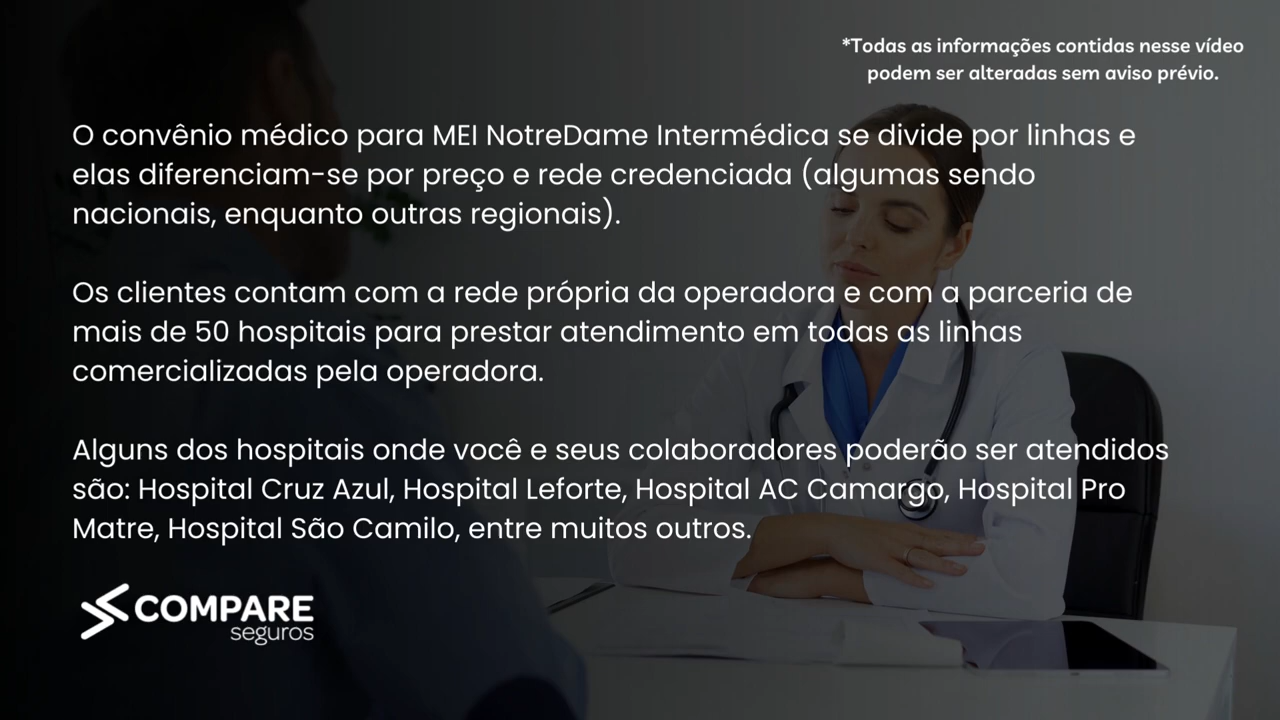 *Todas as informações contidas nesse vídeo
podem ser alteradas sem aviso prévio.
O convênio médico para MEI NotreDame Intermédica se divide por linhas e
elas diferenciam-se por preço e rede credenciada (algumas sendo
nacionais, enquanto outras regionais).
Os clientes contam com a rede própria da operadora e com a parceria de
mais de 50 hospitais para prestar atendimento em todas as linhas
comercializadas pela operadora.
Alguns dos hospitais onde você e seus colaboradores poderão ser atendidos
são: Hospital Cruz Azul, Hospital Leforte, Hospital AC Camargo, Hospital Pro
Matre, Hospital São Camilo, entre muitos outros.
COMPARE
seguros